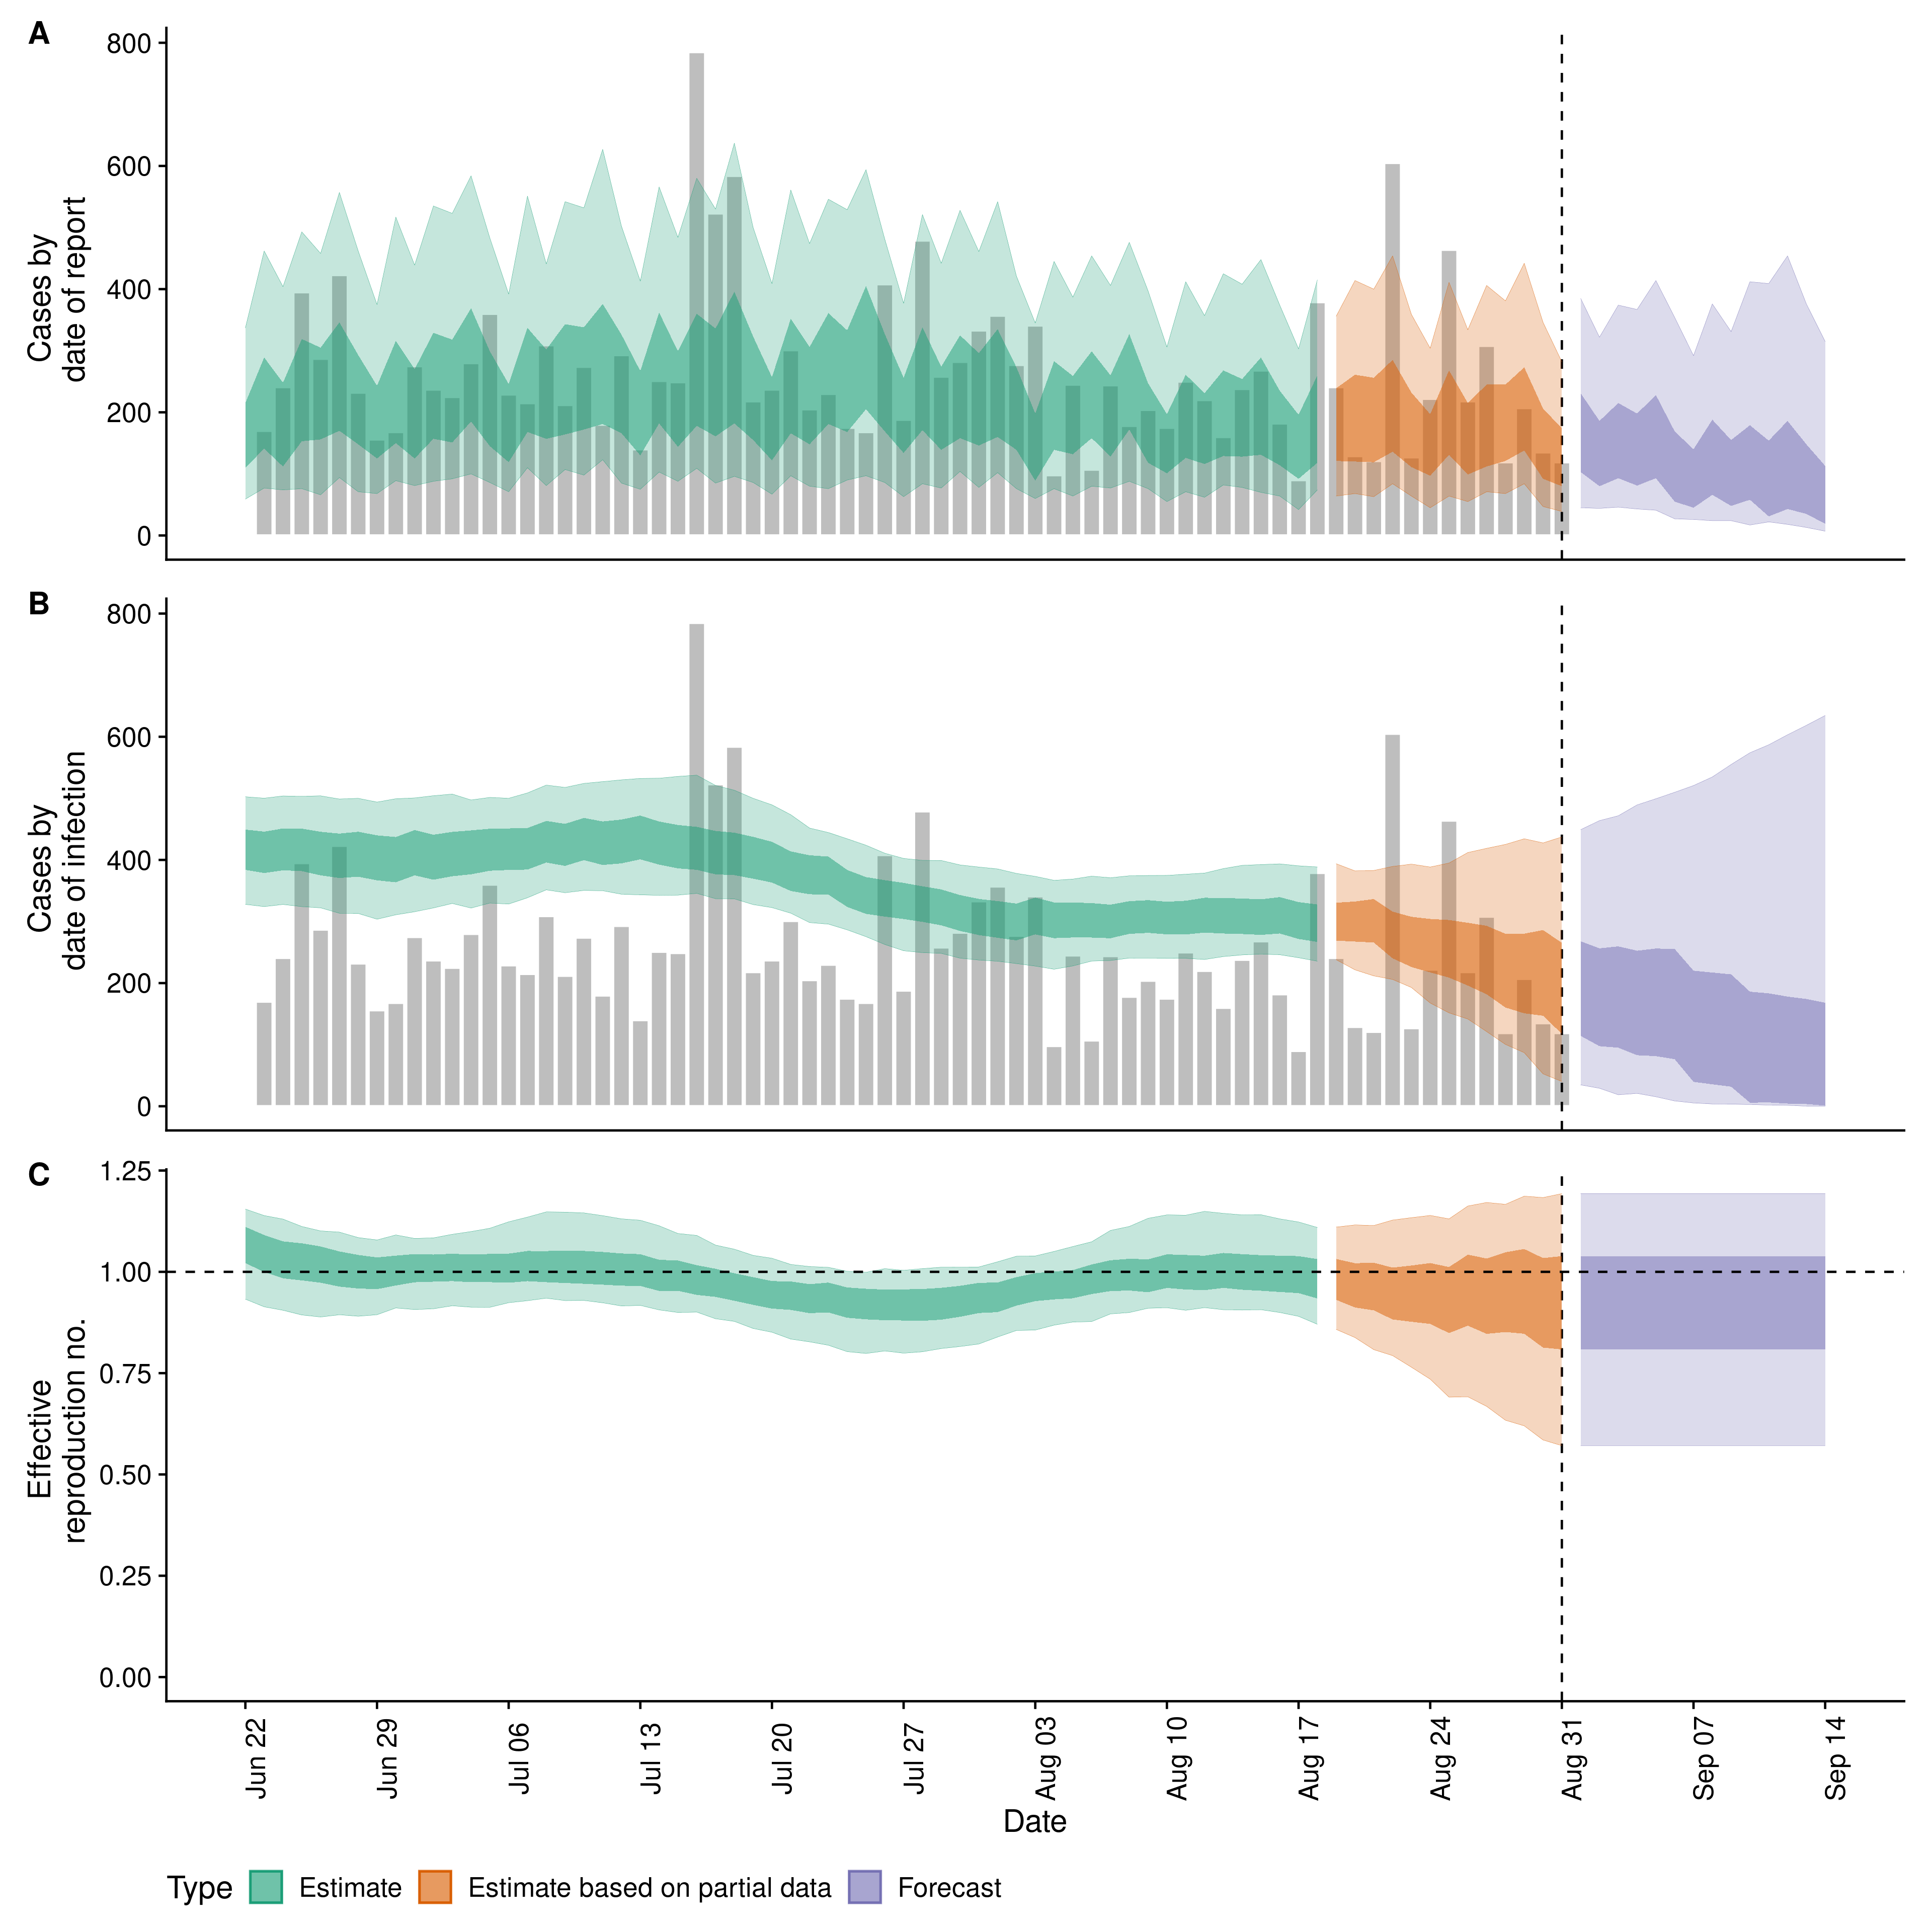 A
800
600
400
200
0
Cases by
date of report
B
800
600
400
200
0
Cases by
date of infection
C
1.25
1.00
0.75
0.50
0.25
0.00
Effective
reproduction no.
Jun 22
Jun 29
Jul 06
Jul 13
Jul 20
Jul 27
Aug 03
Aug 10
Aug 17
Aug 24
Aug 31
Sep 07
Sep 14
Date
Type Estimate Estimate based on partial data Forecast